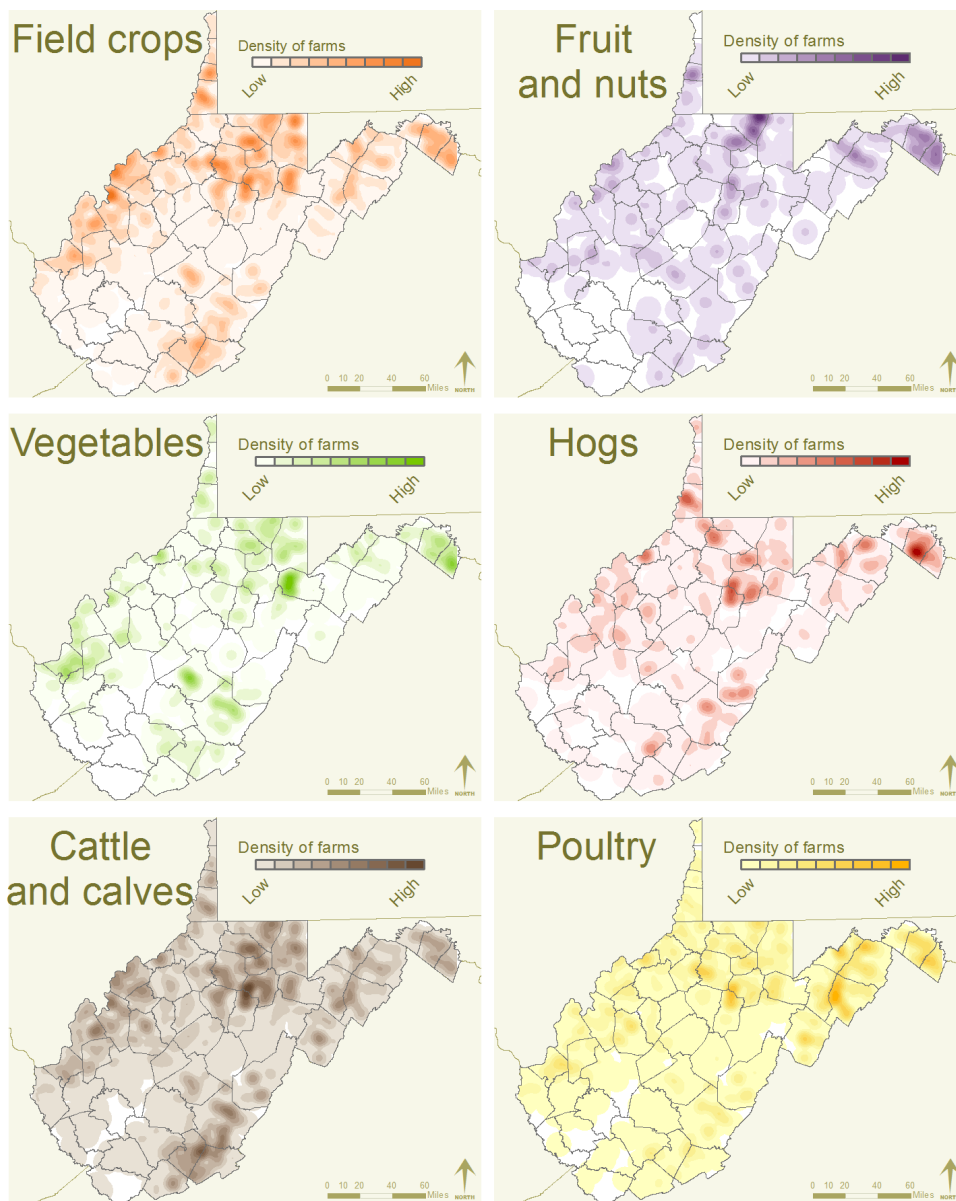 Field crops
Density of farms
Low
High
0 10 20 40 60
Miles
NORTH
Fruit
and nuts
Density of farms
Low
High
0 10 20 40 60
Miles
NORTH
Vegetables
Density of farms
Low
High
0 10 20 40 60
Miles
NORTH
Hogs
Density of farms
Low
High
0 10 20 40 60
Miles
NORTH
Cattle
and calves
Density of farms
Low
High
0 10 20 40 60
Miles
NORTH
Poultry
Density of farms
Low
High
0 10 20 40 60
Miles
NORTH